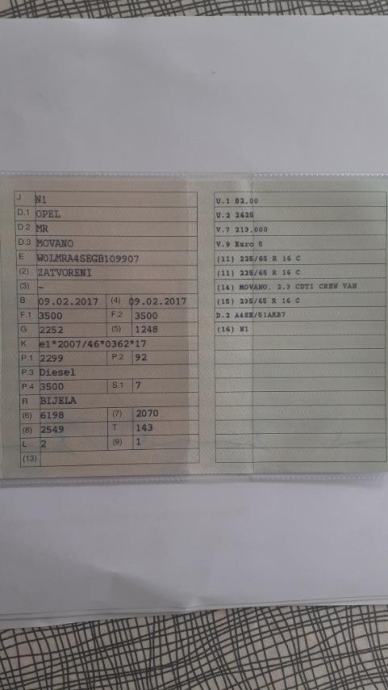 J N1
D.1 OPEL
D.2 MR
D.3 MOVANO
E W0LMRA4SEGB109907
(2) ZATVORENI
(3) -
B 09.02.2017 (4) 09.02.2017
F.1 3500 F.2 3500
G 2252 (5) 1248
K e1*2007/46*0362*17
P.1 2299 P.2 92
P.3 Diesel
P.4 3500 S.1 7
R BIJELA
(6) 6198 (7) 2070
(8) 2549 T 143
L 2 (9) 1
(13)
U.1 82.00
U.2 2625
V.7 210.000
V.9 Euro 5
(11) 225/65 R 16 C
(11) 225/65 R 16 C
(14) MOVANO, 2.3 CDTI CREW VAN
(15) 235/65 R 16 C
D.2
(16) N1